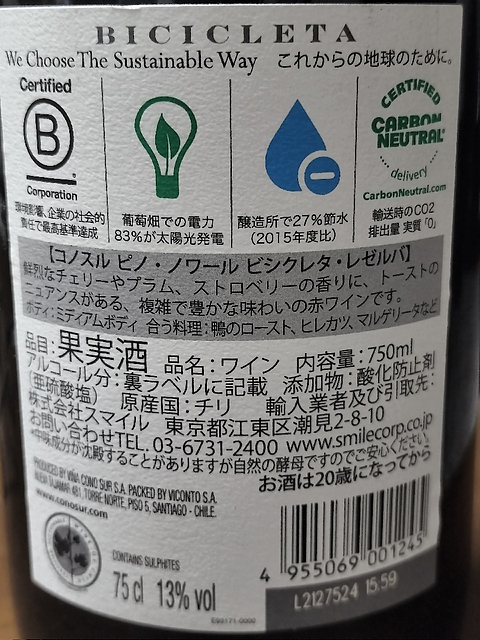 BICICLETA
We Choose The Sustainable Way これからの地球のために。
Certified
B
Corporation
環境影響、企業の社会的
責任で最高基準達成
葡萄畑での電力
83%が太陽光発電
醸造所で27%節水
(2015年度比)
CERTIFIED
CARBON
NEUTRAL
delivery
CarbonNeutral.com
輸送時のCO2
排出量 実質「0」
【コノスル ピノ・ノワール ビシクレタ・レゼルバ】
鮮烈なチェリーやプラム、ストロベリーの香りに、トーストの
ニュアンスがある、複雑で豊かな味わいの赤ワインです。
ボディ:ミディアムボディ 合う料理:鴨のロースト、ヒレカツ、マルゲリータなど
品目:果実酒 品名:ワイン 内容量:750ml
アルコール分:裏ラベルに記載 添加物:酸化防止剤
(亜硫酸塩) 原産国:チリ 輸入業者及び引取先:
株式会社スマイル 東京都江東区潮見2-8-10
お問い合わせTEL. 03-6731-2400 www.smilecorp.co.jp
*中味成分が沈殿することがありますが自然の酵母ですのでご安心ください。
お酒は20歳になってから
PRODUCED BY VIÑA CONO SUR S.A. PACKED BY VICONTO S.A.
NUEVA TAJAMAR 481, TORRE NORTE, PISO 5, SANTIAGO - CHILE.
www.conosur.com
CONTAINS SULPHITES
75 cl 13% vol
4 955069 001245
L2127524 15:59